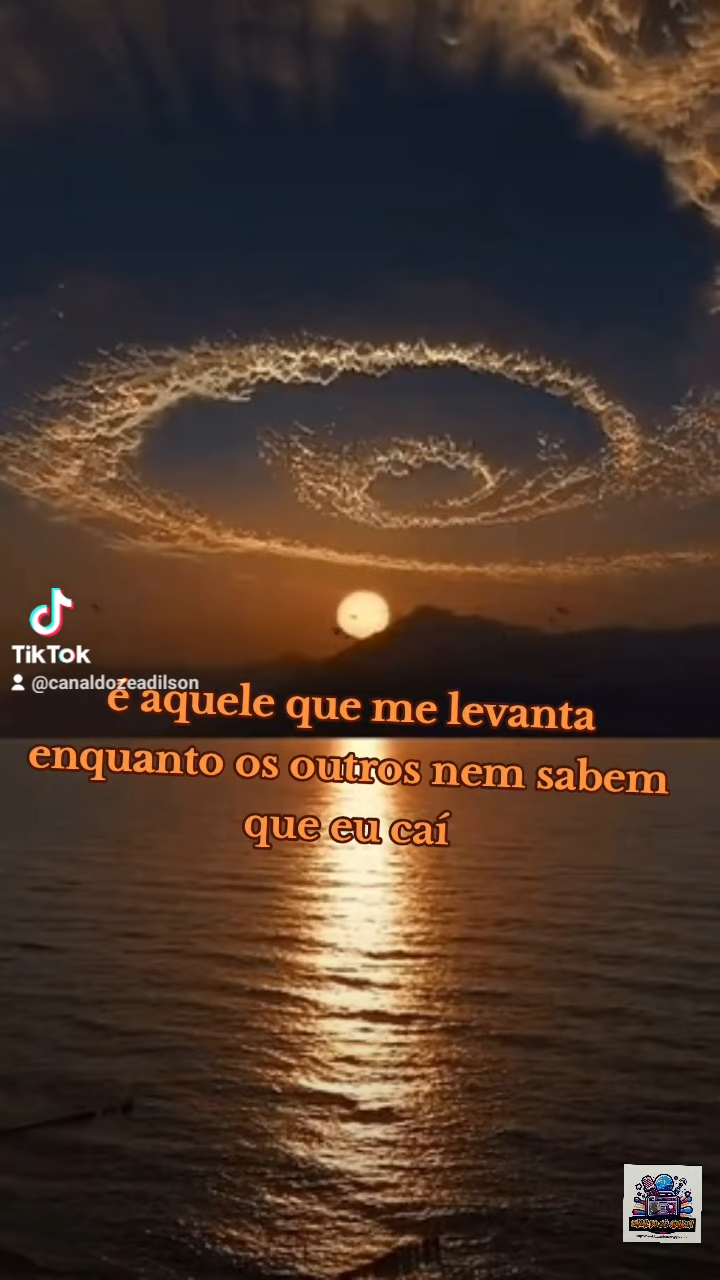 TikTok
@canaldozeadilson
é aquele que me levanta
enquanto os outros nem sabem
que eu caí